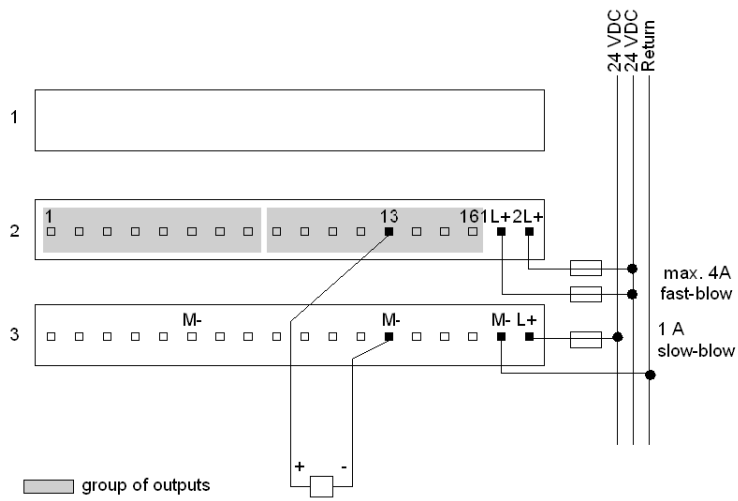 24 VDC
24 VDC
Return
1
2
1 13 161L+2L+
max. 4A
fast-blow
3
M- M- M- L+
1 A
slow-blow
+ -
group of outputs